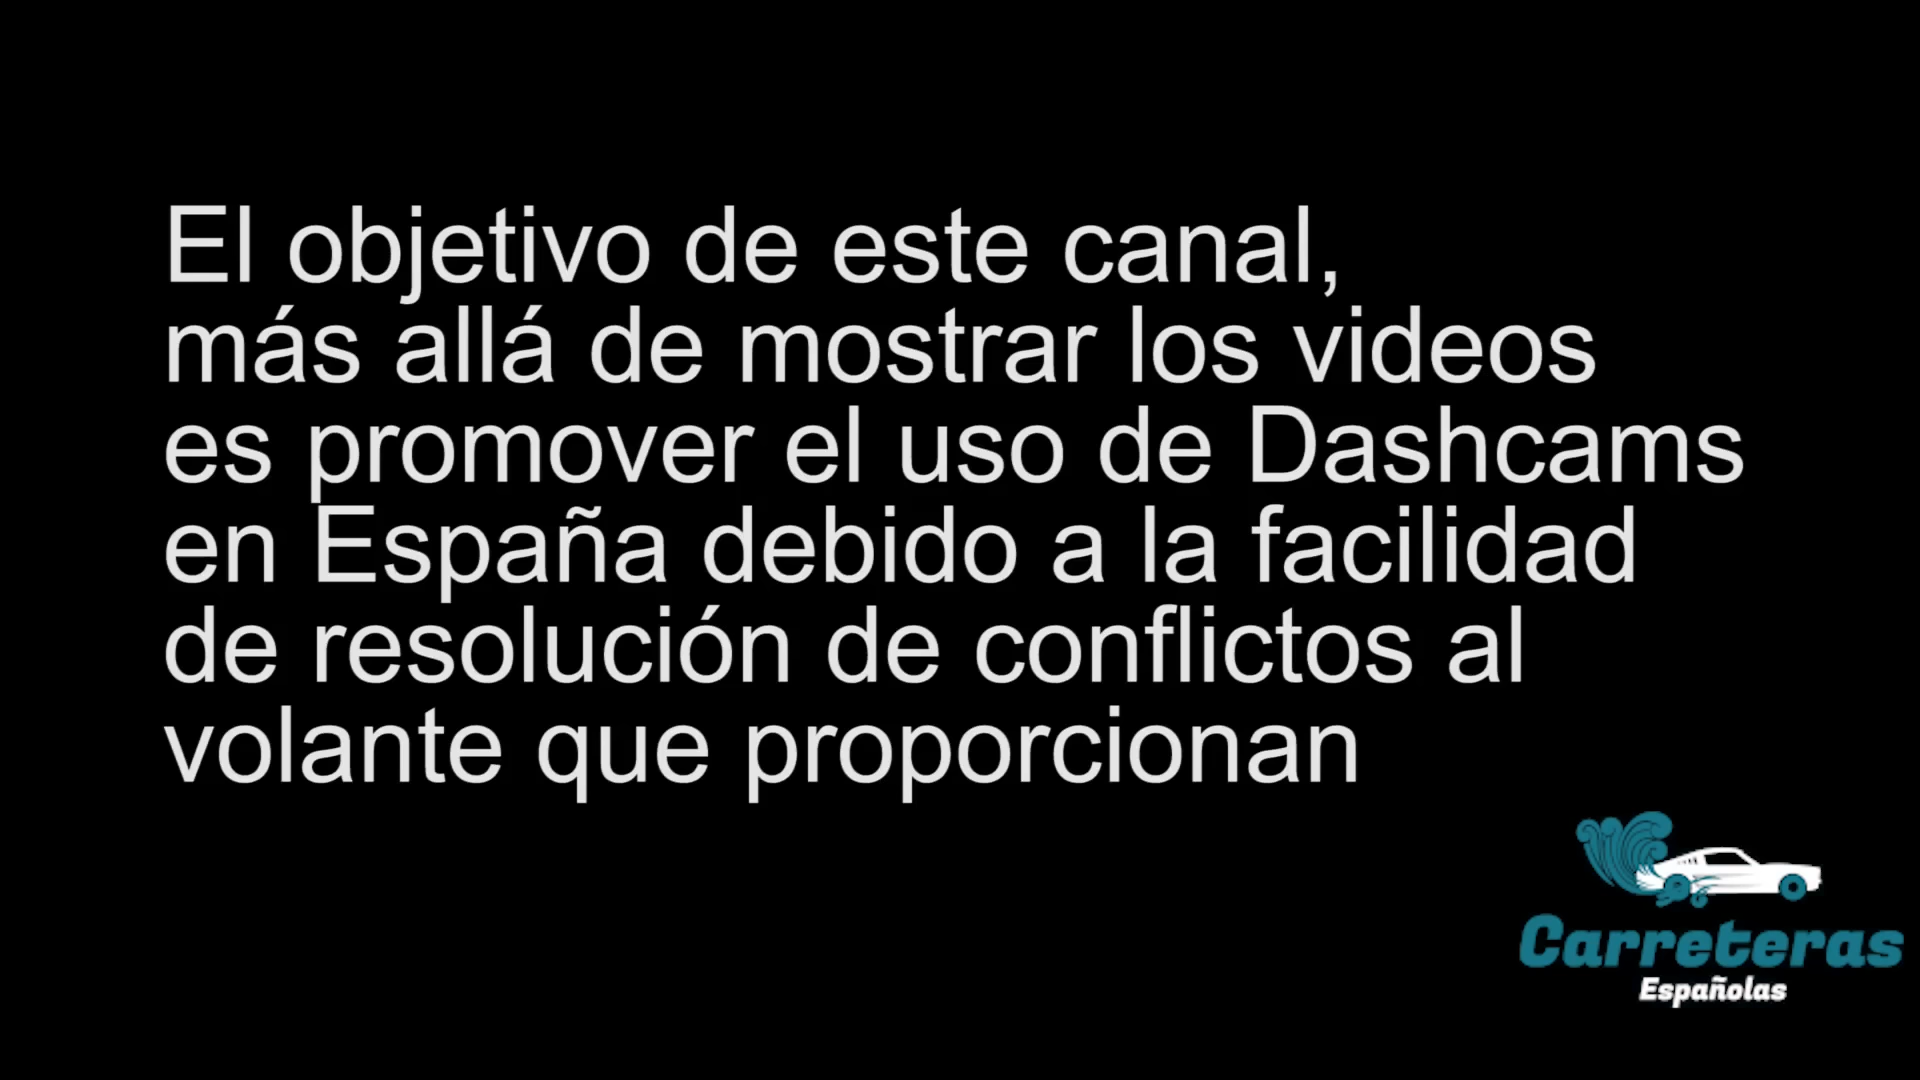 El objetivo de este canal,
más allá de mostrar los videos
es promover el uso de Dashcams
en España debido a la facilidad
de resolución de conflictos al
volante que proporcionan
Carreteras
Españolas